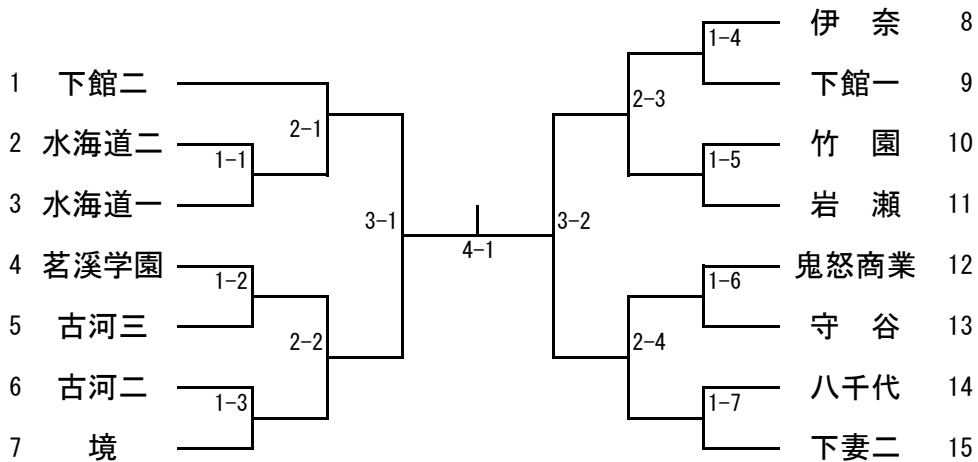 1 下館二
2 水海道二
3 水海道一
4 茗溪学園
5 古河三
6 古河二
7 境
1-1
1-2
1-3
2-1
2-2
3-1
4-1
3-2
2-3
2-4
1-4
1-5
1-6
1-7
伊 奈 8
下館一 9
竹 園 10
岩 瀬 11
鬼怒商業 12
守 谷 13
八千代 14
下妻二 15